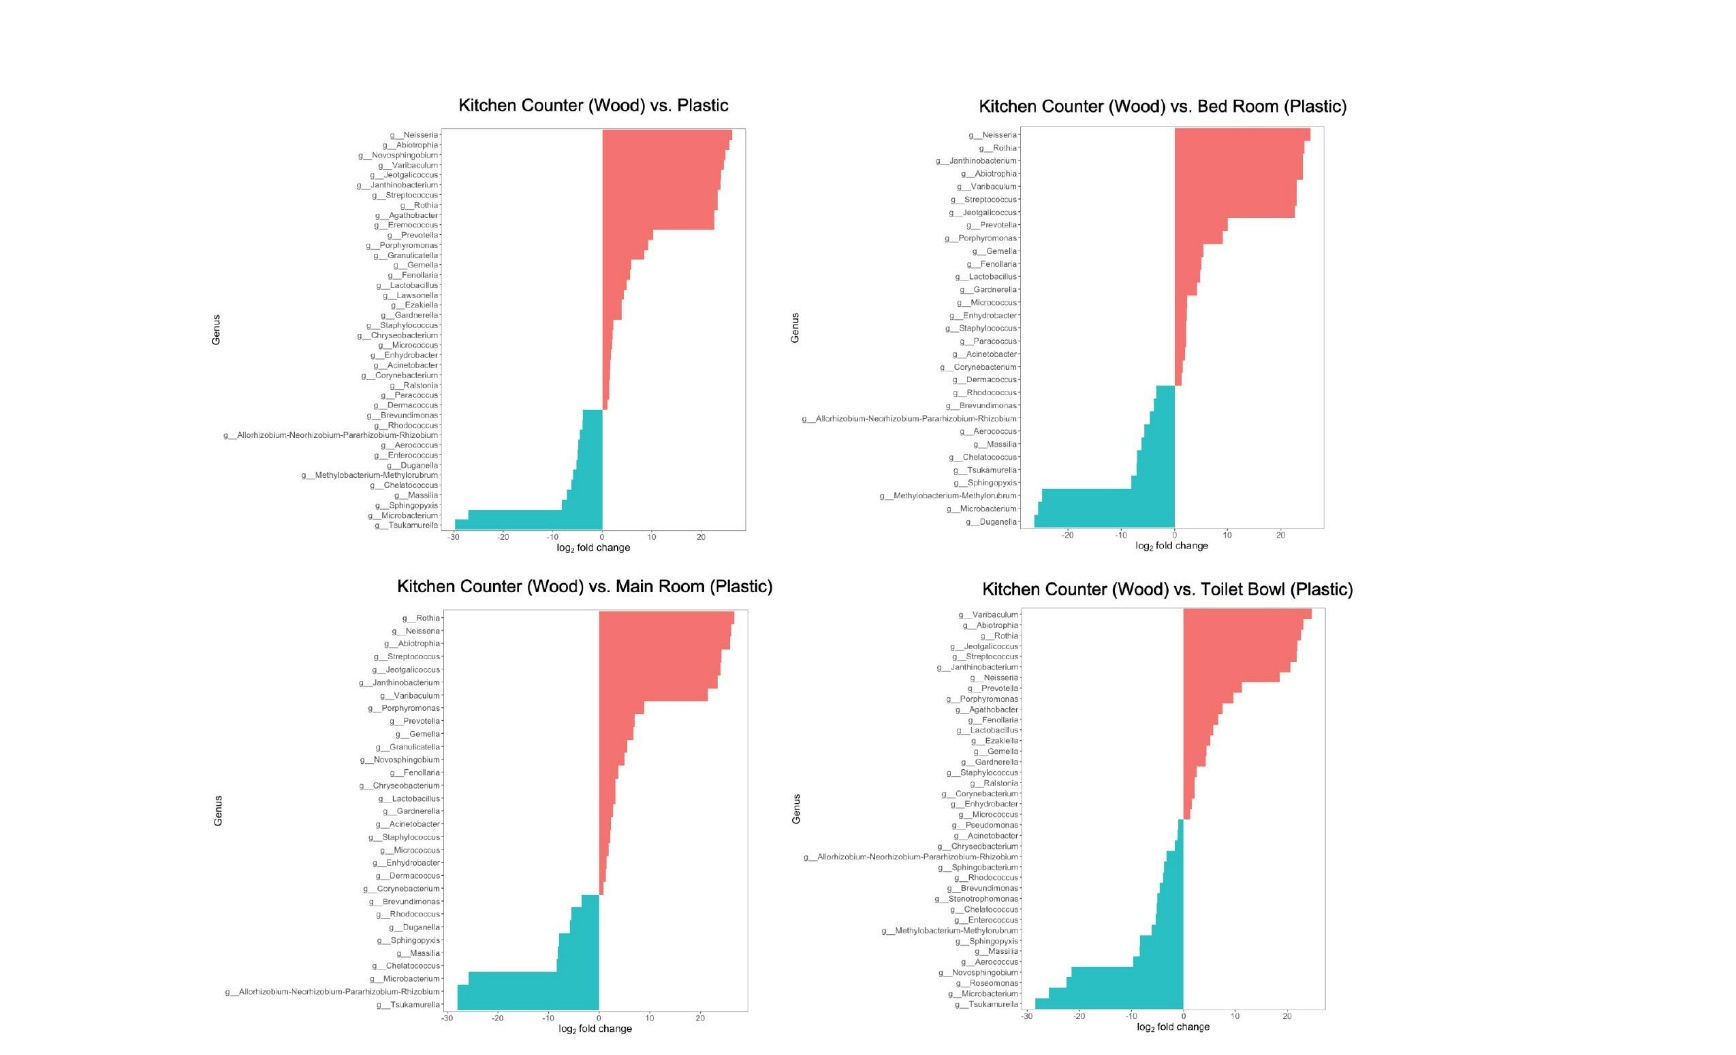 Kitchen Counter (Wood) vs. Plastic
g__Neisseria
g__Abiotrophia
g__Novosphingobium
g__Varibaculum
g__Jeotgalicoccus
g__Janthinobacterium
g__Streptococcus
g__Rothia
g__Agathobacter
g__Eremococcus
g__Prevotella
g__Porphyromonas
g__Granulicatella
g__Gemella
g__Fenollaria
g__Lactobacillus
g__Lawsonella
g__Ezakiella
g__Gardnerella
g__Staphylococcus
g__Chryseobacterium
g__Micrococcus
g__Enhydrobacter
g__Acinetobacter
g__Corynebacterium
g__Ralstonia
g__Paracoccus
g__Dermacoccus
g__Brevundimonas
g__Rhodococcus
g__Allorhizobium-Neorhizobium-Pararhizobium-Rhizobium
g__Aerococcus
g__Enterococcus
g__Duganella
g__Methylobacterium-Methylorubrum
g__Chelatococcus
g__Massilia
g__Sphingopyxis
g__Microbacterium
g__Tsukamurella
Genus
-30 -20 -10 0 10 20
log2 fold change
Kitchen Counter (Wood) vs. Bed Room (Plastic)
g__Neisseria
g__Rothia
g__Janthinobacterium
g__Abiotrophia
g__Varibaculum
g__Streptococcus
g__Jeotgalicoccus
g__Prevotella
g__Porphyromonas
g__Gemella
g__Fenollaria
g__Lactobacillus
g__Gardnerella
g__Micrococcus
g__Enhydrobacter
g__Staphylococcus
g__Paracoccus
g__Acinetobacter
g__Corynebacterium
g__Dermacoccus
g__Rhodococcus
g__Brevundimonas
g__Allorhizobium-Neorhizobium-Pararhizobium-Rhizobium
g__Aerococcus
g__Massilia
g__Chelatococcus
g__Tsukamurella
g__Sphingopyxis
g__Methylobacterium-Methylorubrum
g__Microbacterium
g__Duganella
Genus
-20 -10 0 10 20
log2 fold change
Kitchen Counter (Wood) vs. Main Room (Plastic)
g__Rothia
g__Neisseria
g__Abiotrophia
g__Streptococcus
g__Jeotgalicoccus
g__Janthinobacterium
g__Varibaculum
g__Porphyromonas
g__Prevotella
g__Gemella
g__Granulicatella
g__Novosphingobium
g__Fenollaria
g__Chryseobacterium
g__Lactobacillus
g__Gardnerella
g__Acinetobacter
g__Staphylococcus
g__Micrococcus
g__Enhydrobacter
g__Dermacoccus
g__Corynebacterium
g__Brevundimonas
g__Rhodococcus
g__Duganella
g__Sphingopyxis
g__Massilia
g__Chelatococcus
g__Microbacterium
g__Allorhizobium-Neorhizobium-Pararhizobium-Rhizobium
g__Tsukamurella
Genus
-30 -20 -10 0 10 20
log2 fold change
Kitchen Counter (Wood) vs. Toilet Bowl (Plastic)
g__Varibaculum
g__Abiotrophia
g__Rothia
g__Jeotgalicoccus
g__Streptococcus
g__Janthinobacterium
g__Neisseria
g__Prevotella
g__Porphyromonas
g__Agathobacter
g__Fenollaria
g__Lactobacillus
g__Ezakiella
g__Gemella
g__Gardnerella
g__Staphylococcus
g__Ralstonia
g__Corynebacterium
g__Enhydrobacter
g__Micrococcus
g__Pseudomonas
g__Acinetobacter
g__Chryseobacterium
g__Allorhizobium-Neorhizobium-Pararhizobium-Rhizobium
g__Sphingobacterium
g__Rhodococcus
g__Brevundimonas
g__Stenotrophomonas
g__Chelatococcus
g__Enterococcus
g__Methylobacterium-Methylorubrum
g__Sphingopyxis
g__Massilia
g__Aerococcus
g__Novosphingobium
g__Roseomonas
g__Microbacterium
g__Tsukamurella
Genus
-30 -20 -10 0 10 20
log2 fold change